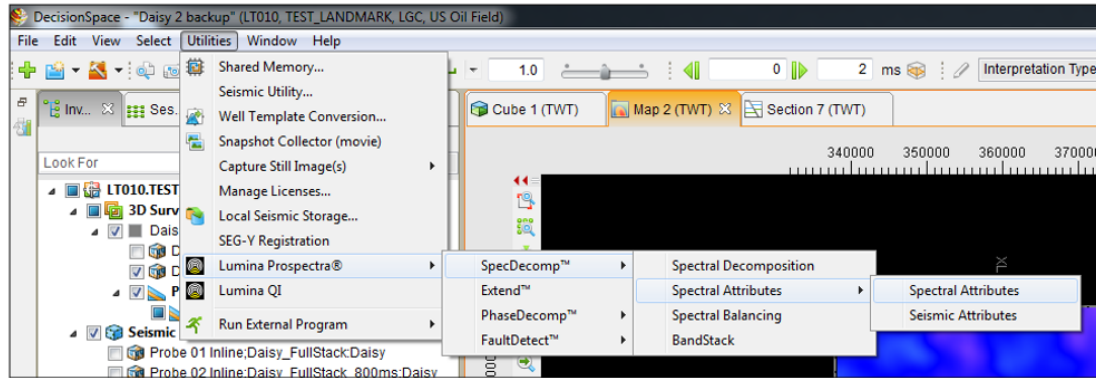 DecisionSpace - "Daisy 2 backup" (LT010, TEST_LANDMARK, LGC, US Oil Field)
File Edit View Select Utilities Window Help
1.0 0 2 ms Interpretation Type
Inv... Ses. Cube 1 (TWT) Map 2 (TWT) Section 7 (TWT)
Look For
340000 350000 360000 370000
LT010.TEST
3D Surv
Dais
D
D
P
Seismic
Probe 01 Inline;Daisy_FullStack:Daisy
Probe 02 Inline;Daisy_FullStack_800ms:Daisy
Shared Memory...
Seismic Utility...
Well Template Conversion...
Snapshot Collector (movie)
Capture Still Image(s)
Manage Licenses...
Local Seismic Storage...
SEG-Y Registration
Lumina Prospectra®
Lumina QI
Run External Program
SpecDecomp™
Extend™
PhaseDecomp™
FaultDetect™
Spectral Decomposition
Spectral Attributes
Spectral Balancing
BandStack
Spectral Attributes
Seismic Attributes
XL